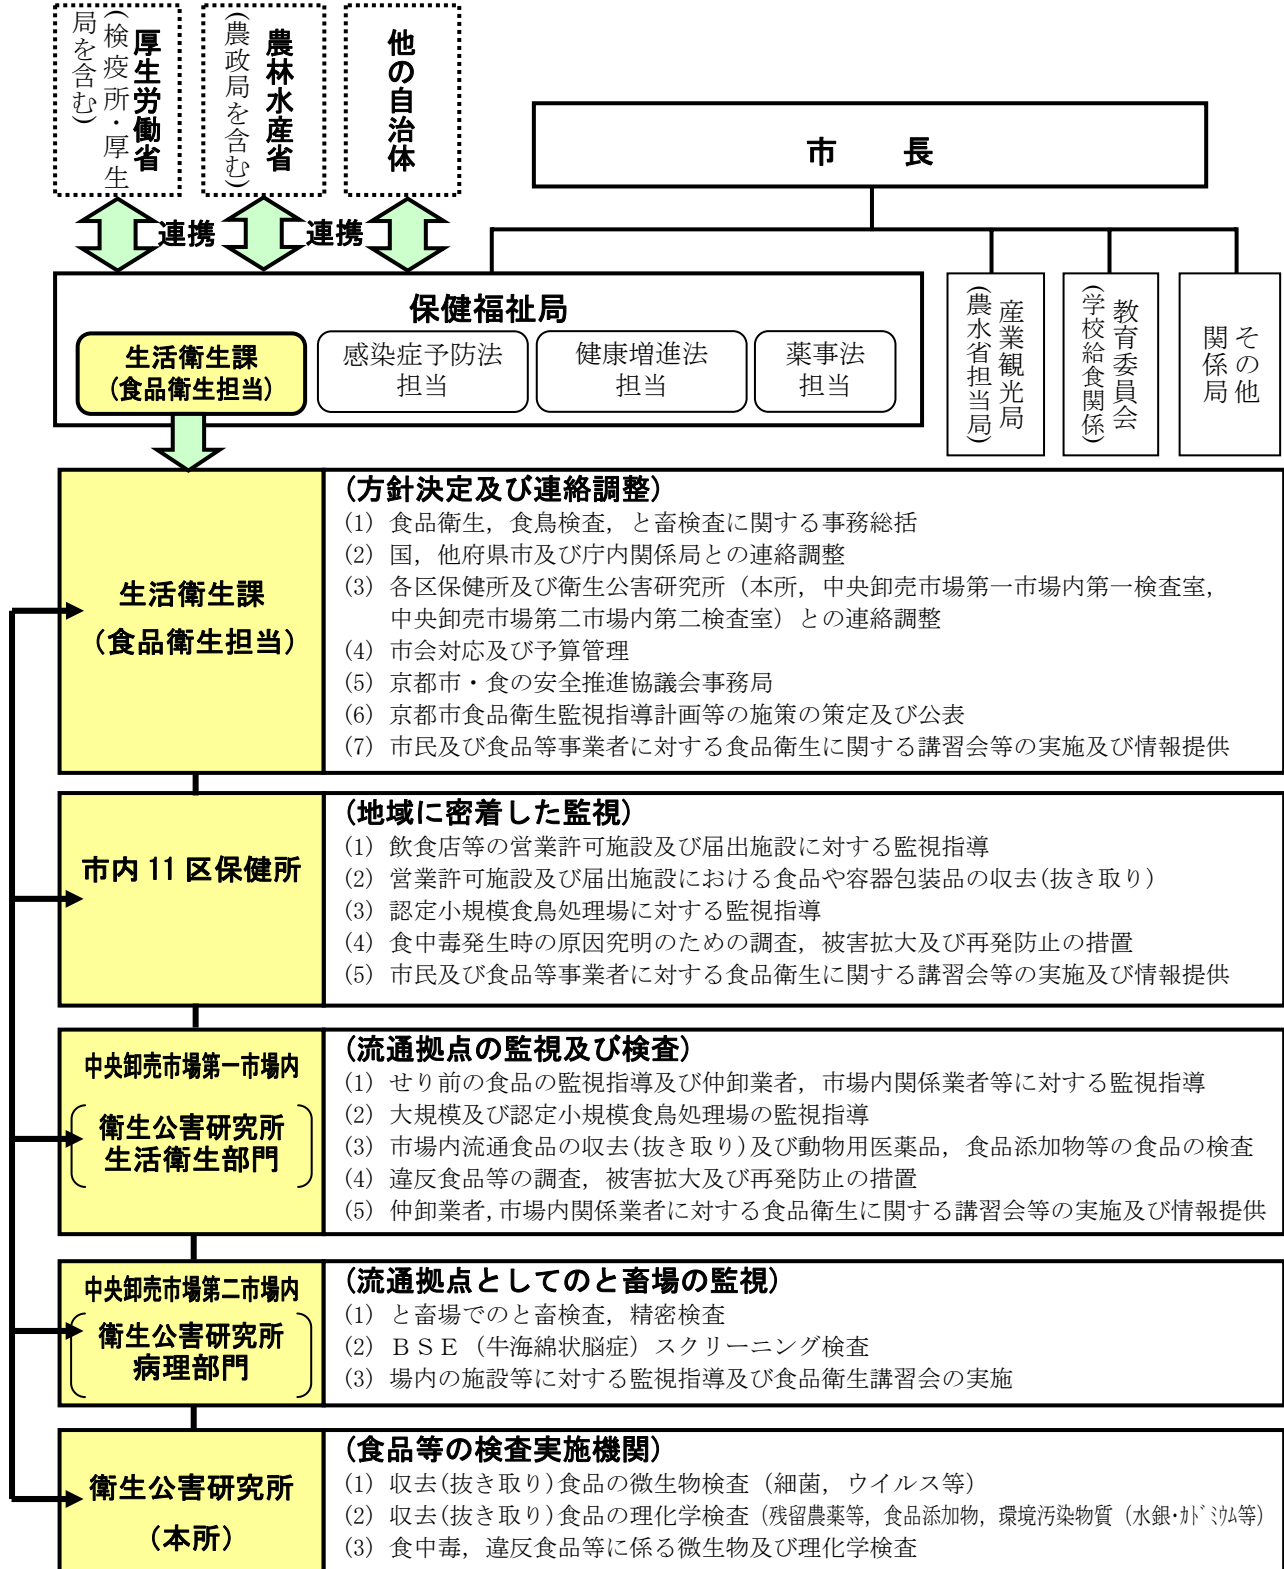 厚生労働省
(検疫所・厚生
局を含む)
農林水産省
(農政局を含む)
他の自治体
市　長
連携
連携
保健福祉局
生活衛生課
(食品衛生担当)
感染症予防法
担当
健康増進法
担当
薬事法
担当
産業観光局
(農水省担当局)
教育委員会
(学校給食関係)
その他
関係局
生活衛生課
(食品衛生担当)
(方針決定及び連絡調整)
(1) 食品衛生，食鳥検査，と畜検査に関する事務総括
(2) 国，他府県市及び庁内関係局との連絡調整
(3) 各区保健所及び衛生公害研究所（本所，中央卸売市場第一市場内第一検査室，
中央卸売市場第二市場内第二検査室）との連絡調整
(4) 市会対応及び予算管理
(5) 京都市・食の安全推進協議会事務局
(6) 京都市食品衛生監視指導計画等の施策の策定及び公表
(7) 市民及び食品等事業者に対する食品衛生に関する講習会等の実施及び情報提供
市内 11 区保健所
(地域に密着した監視)
(1) 飲食店等の営業許可施設及び届出施設に対する監視指導
(2) 営業許可施設及び届出施設における食品や容器包装品の収去(抜き取り)
(3) 認定小規模食鳥処理場に対する監視指導
(4) 食中毒発生時の原因究明のための調査，被害拡大及び再発防止の措置
(5) 市民及び食品等事業者に対する食品衛生に関する講習会等の実施及び情報提供
中央卸売市場第一市場内
衛生公害研究所
生活衛生部門
(流通拠点の監視及び検査)
(1) せり前の食品の監視指導及び仲卸業者，市場内関係業者等に対する監視指導
(2) 大規模及び認定小規模食鳥処理場の監視指導
(3) 市場内流通食品の収去(抜き取り)及び動物用医薬品，食品添加物等の食品の検査
(4) 違反食品等の調査，被害拡大及び再発防止の措置
(5) 仲卸業者,市場内関係業者に対する食品衛生に関する講習会等の実施及び情報提供
中央卸売市場第二市場内
衛生公害研究所
病理部門
(流通拠点としてのと畜場の監視)
(1) と畜場でのと畜検査，精密検査
(2) ＢＳＥ（牛海綿状脳症）スクリーニング検査
(3) 場内の施設等に対する監視指導及び食品衛生講習会の実施
衛生公害研究所
(本所)
(食品等の検査実施機関)
(1) 収去(抜き取り)食品の微生物検査（細菌，ウイルス等）
(2) 収去(抜き取り)食品の理化学検査（残留農薬等，食品添加物，環境汚染物質（水銀・ｶﾄﾞﾐｳﾑ等）
(3) 食中毒，違反食品等に係る微生物及び理化学検査